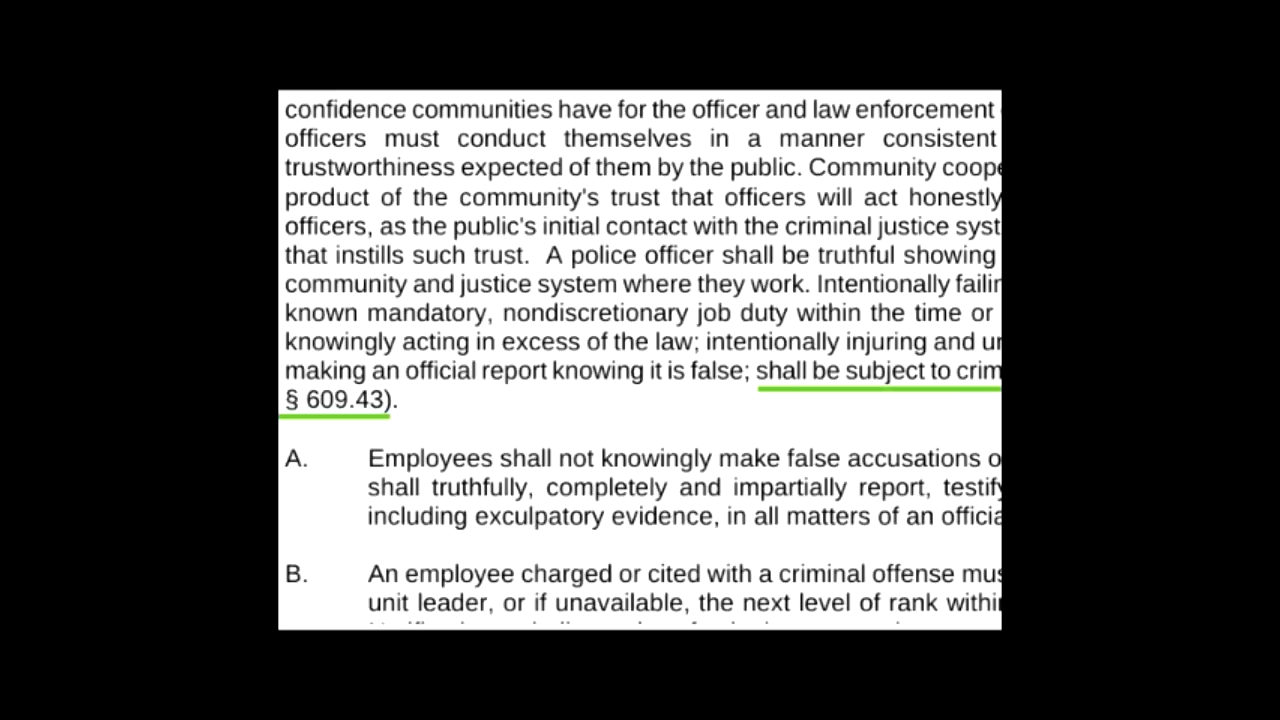 confidence communities have for the officer and law enforcement
officers must conduct themselves in a manner consistent
trustworthiness expected of them by the public. Community coope
product of the community's trust that officers will act honestly
officers, as the public's initial contact with the criminal justice syst
that instills such trust. A police officer shall be truthful showing
community and justice system where they work. Intentionally failin
known mandatory, nondiscretionary job duty within the time or
knowingly acting in excess of the law; intentionally injuring and un
making an official report knowing it is false; shall be subject to crim
§ 609.43).
A. Employees shall not knowingly make false accusations o
shall truthfully, completely and impartially report, testify
including exculpatory evidence, in all matters of an officia
B. An employee charged or cited with a criminal offense mus
unit leader, or if unavailable, the next level of rank within